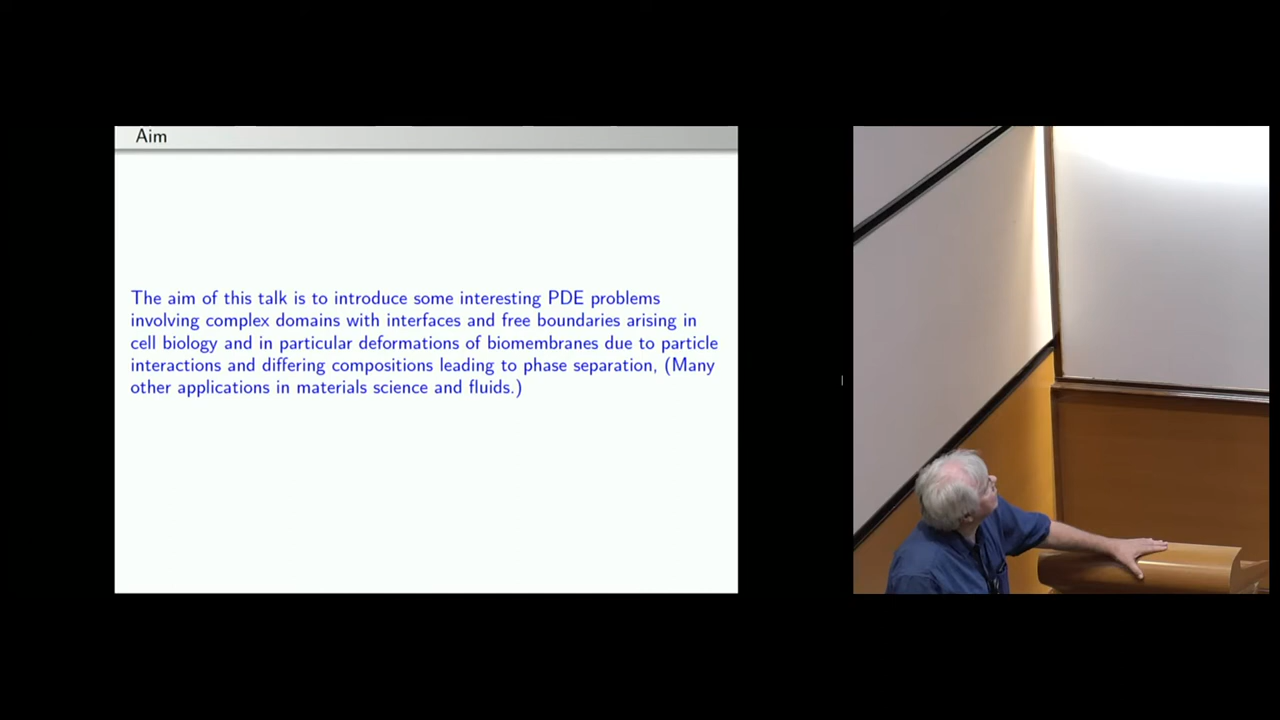 Aim
The aim of this talk is to introduce some interesting PDE problems
involving complex domains with interfaces and free boundaries arising in
cell biology and in particular deformations of biomembranes due to particle
interactions and differing compositions leading to phase separation, (Many
other applications in materials science and fluids.)